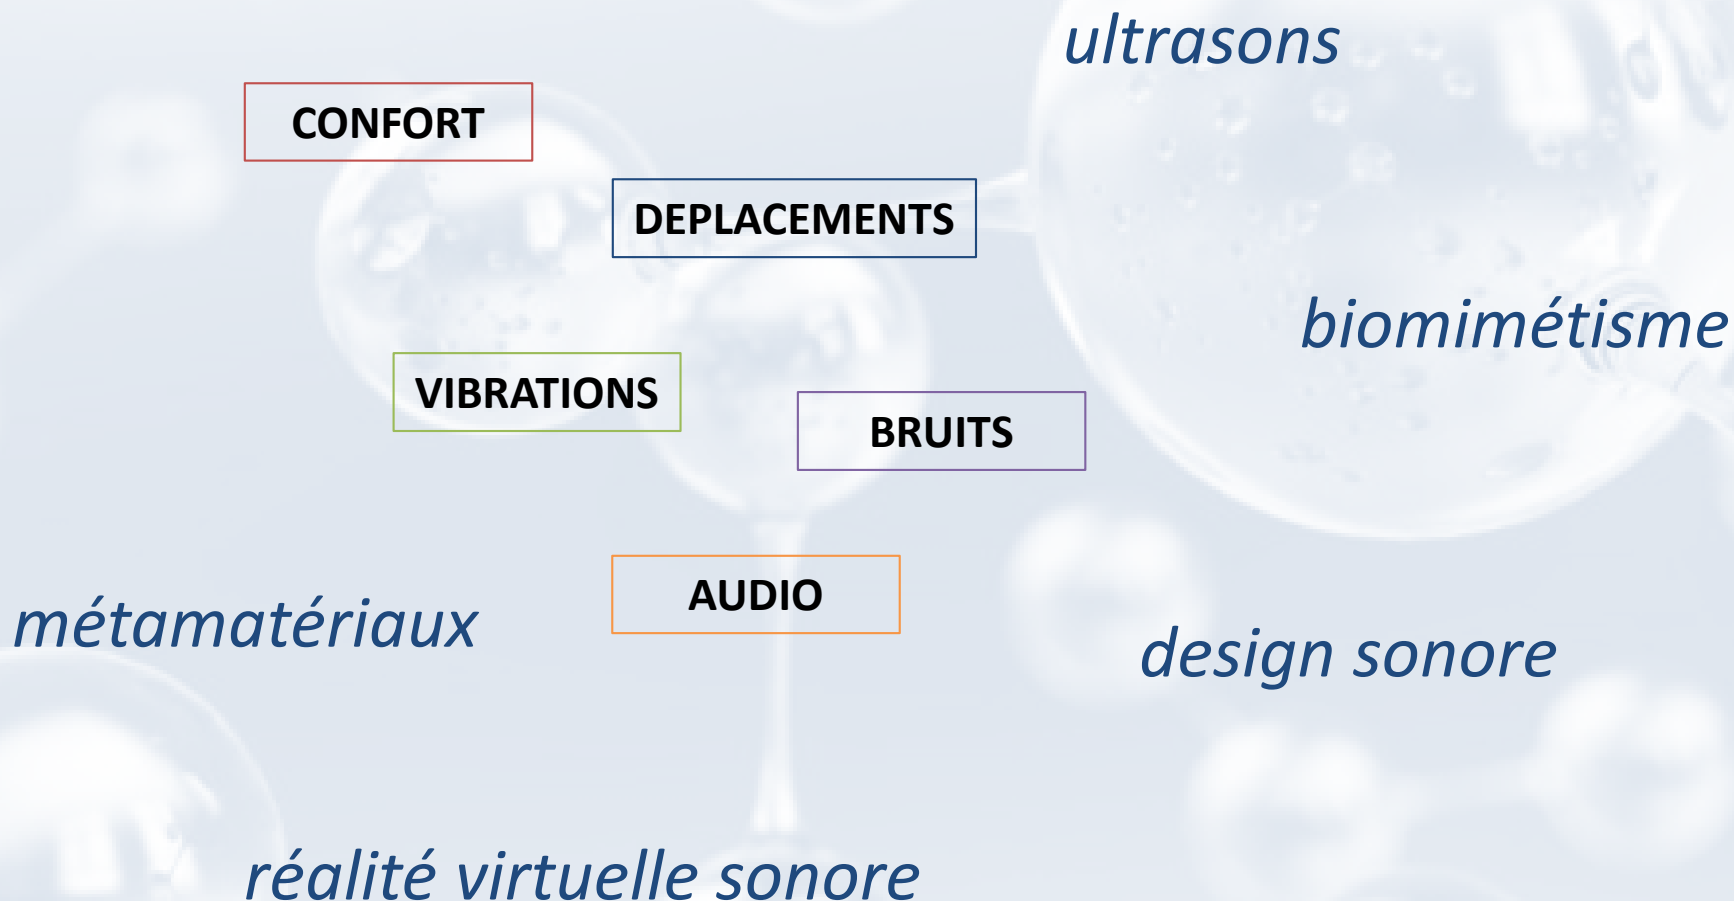 ultrasons
CONFORT
DEPLACEMENTS
biomimétisme
VIBRATIONS
BRUITS
AUDIO
métamatériaux
design sonore
réalité virtuelle sonore